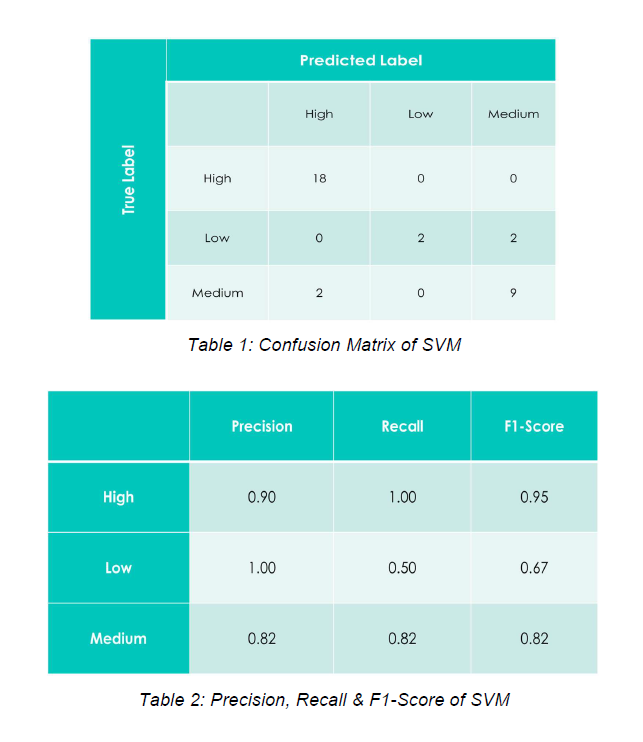 Predicted Label
True Label
High Low Medium
High 18 0 0
Low 0 2 2
Medium 2 0 9
Table 1: Confusion Matrix of SVM
Precision Recall F1-Score
High 0.90 1.00 0.95
Low 1.00 0.50 0.67
Medium 0.82 0.82 0.82
Table 2: Precision, Recall & F1-Score of SVM